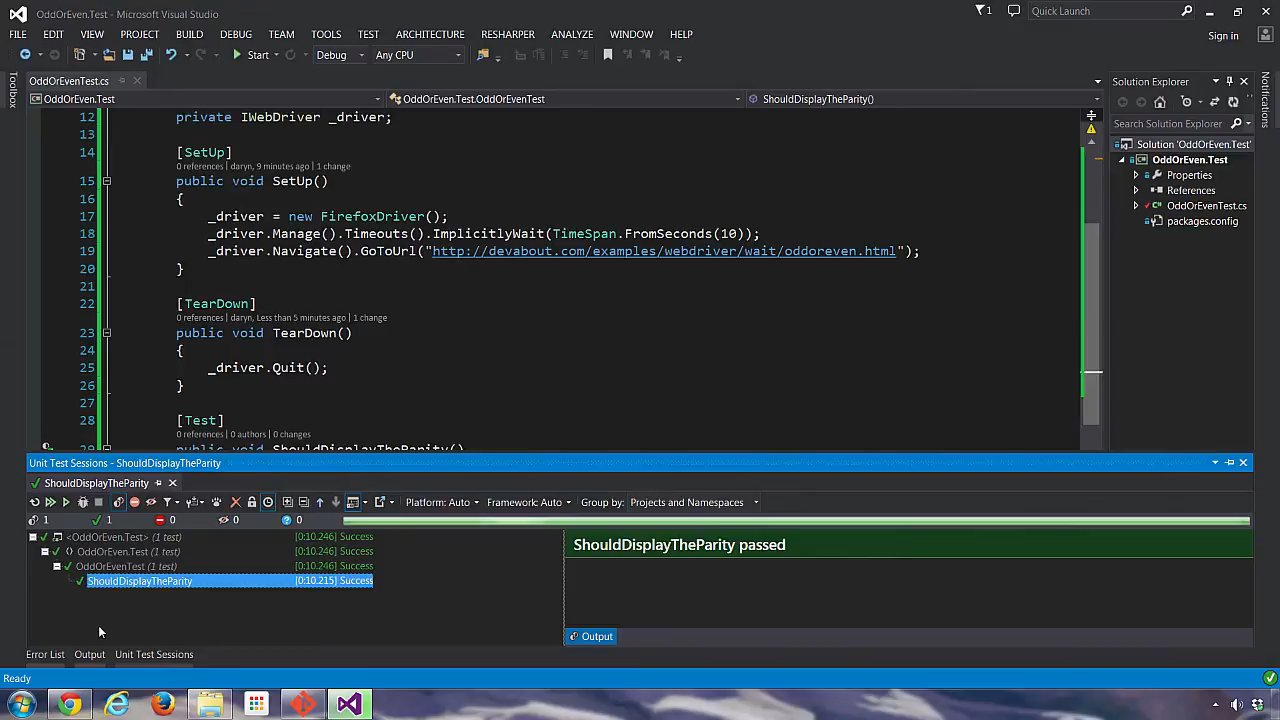 OddOrEven.Test - Microsoft Visual Studio
1
Quick Launch
FILE EDIT VIEW PROJECT BUILD DEBUG TEAM TOOLS TEST ARCHITECTURE RESHARPER ANALYZE WINDOW HELP
Sign in
Start Debug Any CPU
Toolbox
OddOrEvenTest.cs
OddOrEven.Test OddOrEven.Test.OddOrEvenTest ShouldDisplayTheParity()
12 private IWebDriver _driver;
13
14 [SetUp]
0 references | daryn, 9 minutes ago | 1 change
15 public void SetUp()
16 {
17 _driver = new FirefoxDriver();
18 _driver.Manage().Timeouts().ImplicitlyWait(TimeSpan.FromSeconds(10));
19 _driver.Navigate().GoToUrl("http://devabout.com/examples/webdriver/wait/oddoreven.html");
20 }
21
22 [TearDown]
0 references | daryn, Less than 5 minutes ago | 1 change
23 public void TearDown()
24 {
25 _driver.Quit();
26 }
27
28 [Test]
0 references | 0 authors | 0 changes
29 public void ShouldDisplayTheParity()
Solution Explorer
Search Solution Explorer
Solution 'OddOrEven.Test'
OddOrEven.Test
Properties
References
OddOrEvenTest.cs
packages.config
Notifications
Unit Test Sessions - ShouldDisplayTheParity
ShouldDisplayTheParity
Platform: Auto Framework: Auto Group by: Projects and Namespaces
1 1 0 0 0
<OddOrEven.Test> (1 test) [0:10.246] Success
OddOrEven.Test (1 test) [0:10.246] Success
OddOrEvenTest (1 test) [0:10.246] Success
ShouldDisplayTheParity [0:10.215] Success
ShouldDisplayTheParity passed
Output
Error List Output Unit Test Sessions
Ready